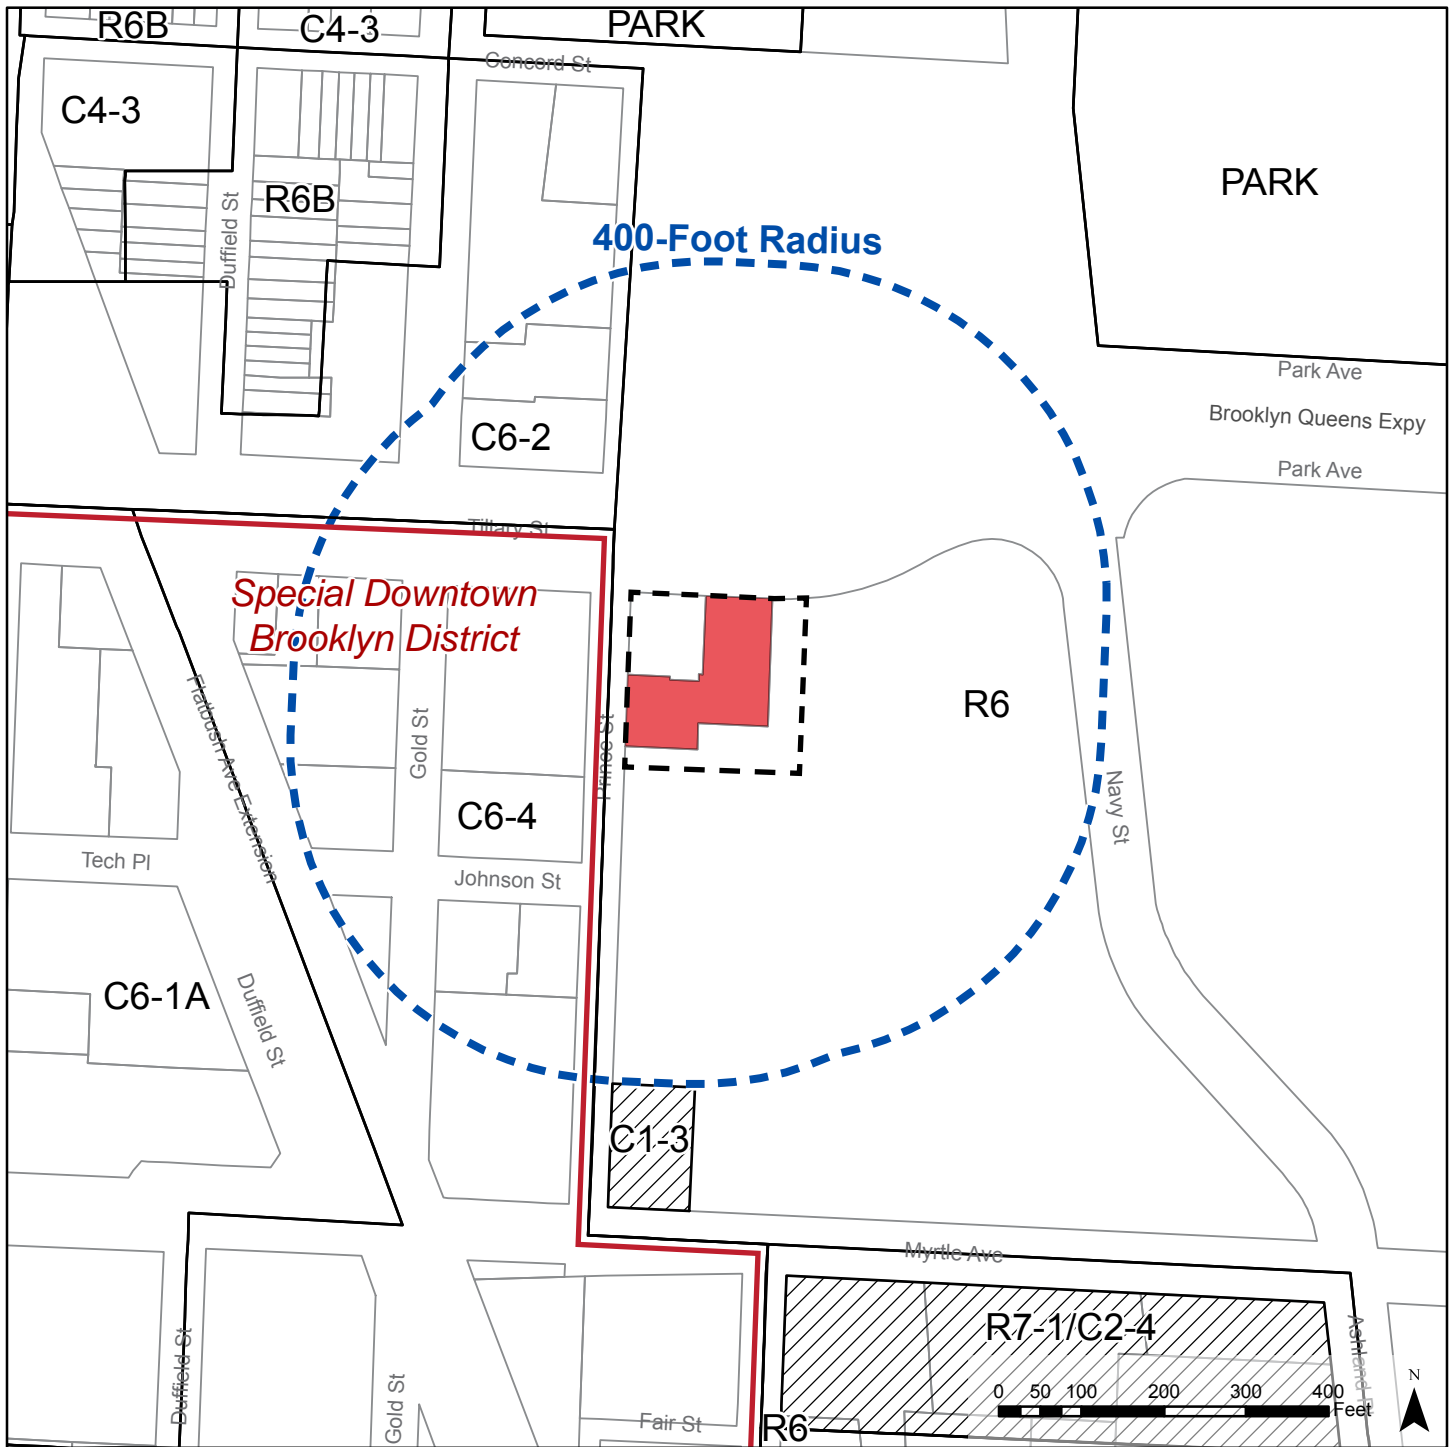 R6B
C4-3
PARK
Concord St
C4-3
PARK
R6B
Duffield St
400-Foot Radius
Park Ave
Brooklyn Queens Expy
C6-2
Park Ave
Tillary St
Special Downtown
Brooklyn District
R6
Flatbush Ave Extension
Gold St
Prince St
Navy St
C6-4
Tech Pl
Johnson St
C6-1A
Duffield St
C1-3
Myrtle Ave
R7-1/C2-4
Ashland Pl
Duffield St
Gold St
Fair St
R6
0 50 100 200 300 400
Feet
N